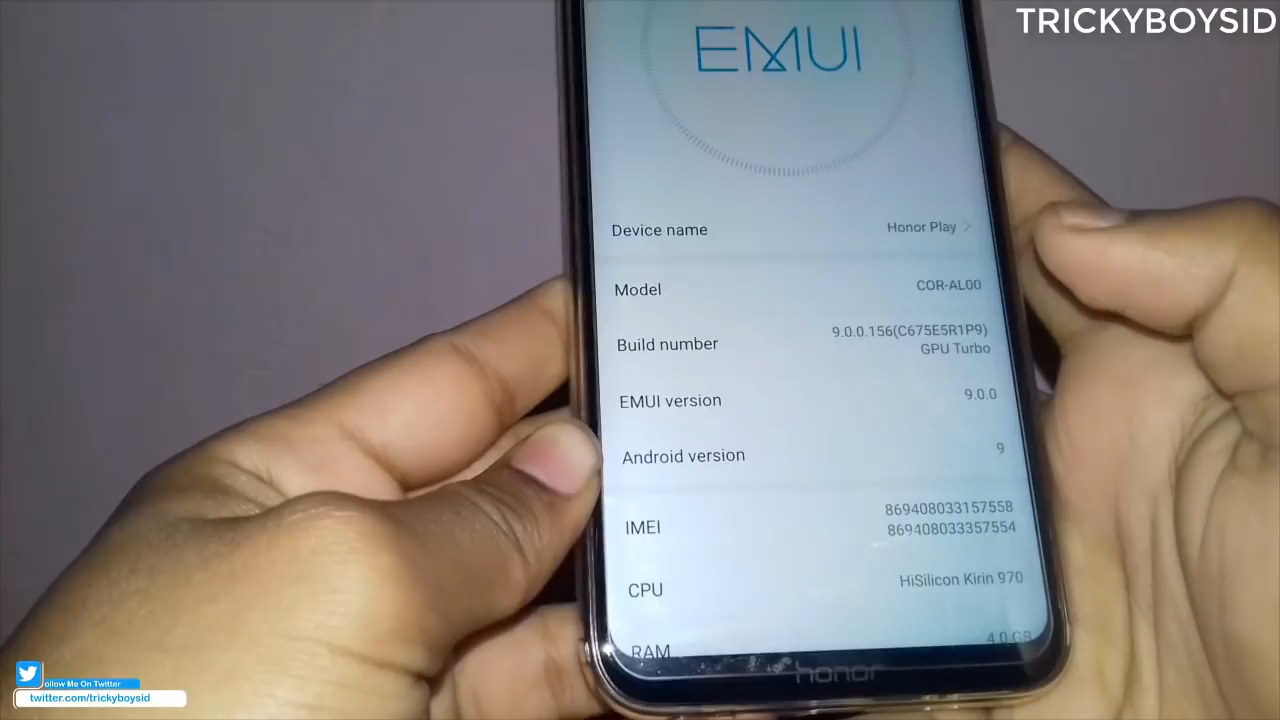 TRICKYBOYSID
EMUI
Device name Honor Play
Model COR-AL00
Build number 9.0.0.156(C675E5R1P9)
GPU Turbo
EMUI version 9.0.0
Android version 9
IMEI 869408033157558
869408033357554
CPU HiSilicon Kirin 970
RAM 4.0 GB
honor
ollow Me On Twitter
twitter.com/trickyboysid